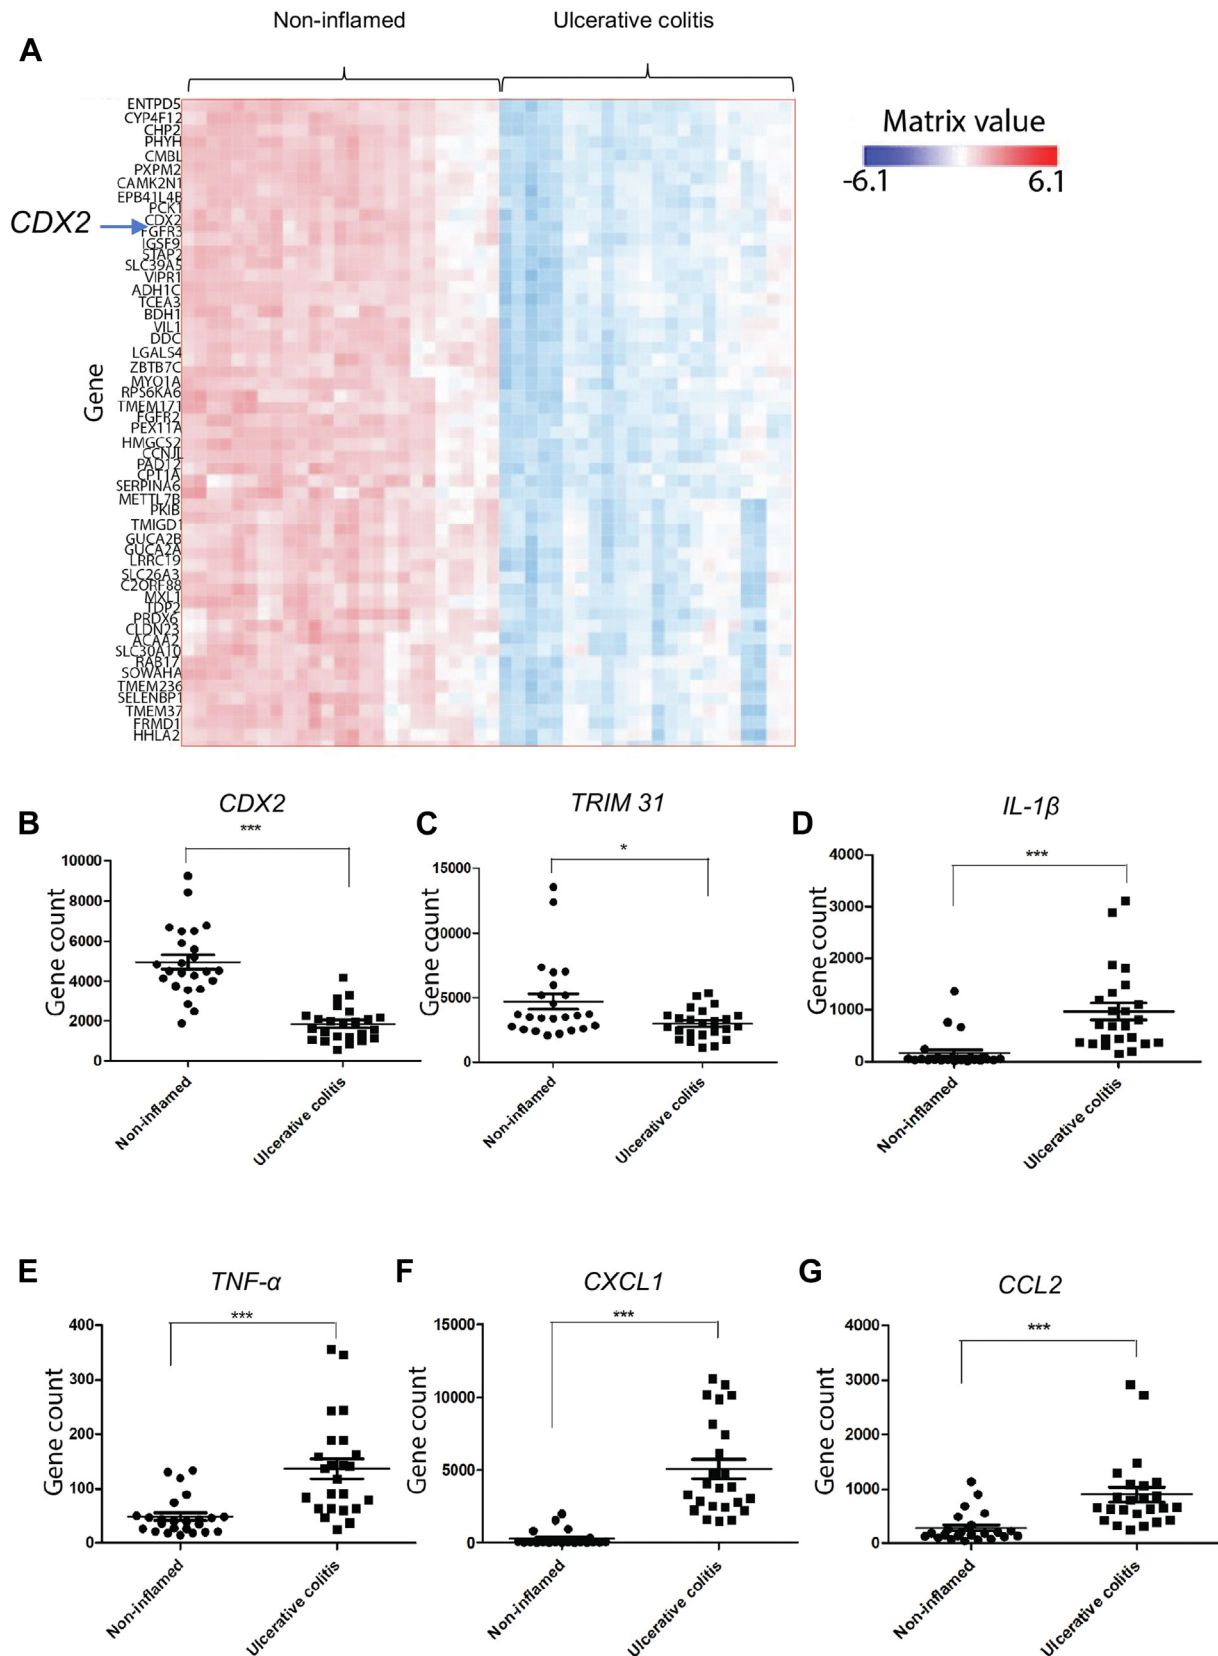 Non-inflamed
Ulcerative colitis
A
Matrix value
-6.1
6.1
CDX2
Gene
ENTPD5
CYP4F12
CHP2
PHYH
CMBL
PXPM2
CAMK2N1
EPB41L4B
PCK1
CDX2
FGFR3
IGSF9
STAP2
SLC39A5
VIPR1
ADH1C
TCEA3
BDH1
VIL1
DDC
LGALS4
ZBTB7C
MYO1A
RPS6KA6
TMEM171
FGFR2
PEX11A
HMGCS2
CCNJL
PAD12
CPT1A
SERPINA6
METTL7B
PKIB
TMIGD1
GUCA2B
GUCA2A
LRRC19
SLC26A3
C2ORF88
MXL1
TDP2
PRDX6
CLDN23
ACAA2
SLC30A10
RAB17
SOWAHA
TMEM236
SELENBP1
TMEM37
FRMD1
HHLA2
B
CDX2
***
Gene count
10000
8000
6000
4000
2000
0
Non-inflamed
Ulcerative colitis
C
TRIM 31
*
Gene count
15000
10000
5000
0
Non-inflamed
Ulcerative colitis
D
IL-1β
***
Gene count
4000
3000
2000
1000
0
Non-inflamed
Ulcerative colitis
E
TNF-α
***
Gene count
400
300
200
100
0
Non-inflamed
Ulcerative colitis
F
CXCL1
***
Gene count
15000
10000
5000
0
Non-inflamed
Ulcerative colitis
G
CCL2
***
Gene count
4000
3000
2000
1000
0
Non-inflamed
Ulcerative colitis